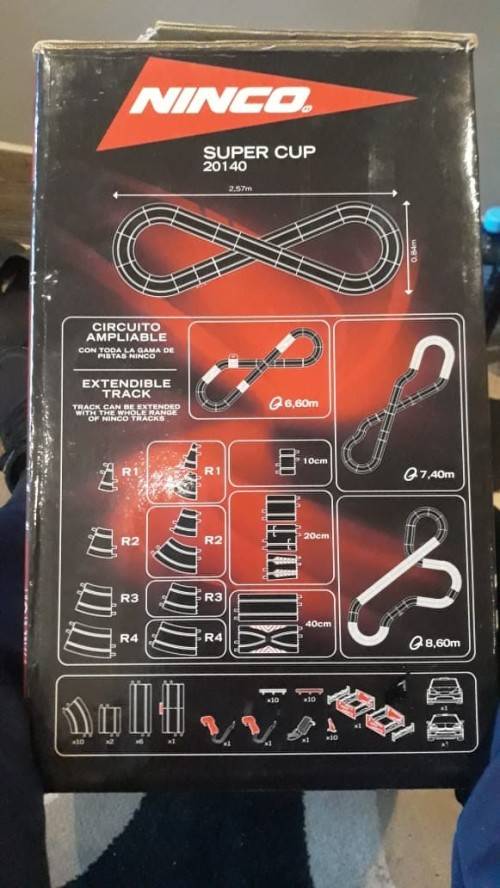 NINCO®
SUPER CUP
20140
2,57m
0.84m
CIRCUITO
AMPLIABLE
CON TODA LA GAMA DE
PISTAS NINCO
EXTENDIBLE
TRACK
TRACK CAN BE EXTENDED
WITH THE WHOLE RANGE
OF NINCO TRACKS
6,60m
7,40m
R1
R1
10cm
R2
R2
20cm
R3
R3
R4
R4
40cm
8,60m
x10
x2
x6
x1
x1
x1
x10
x10
x1
x10
x1
x1
x1